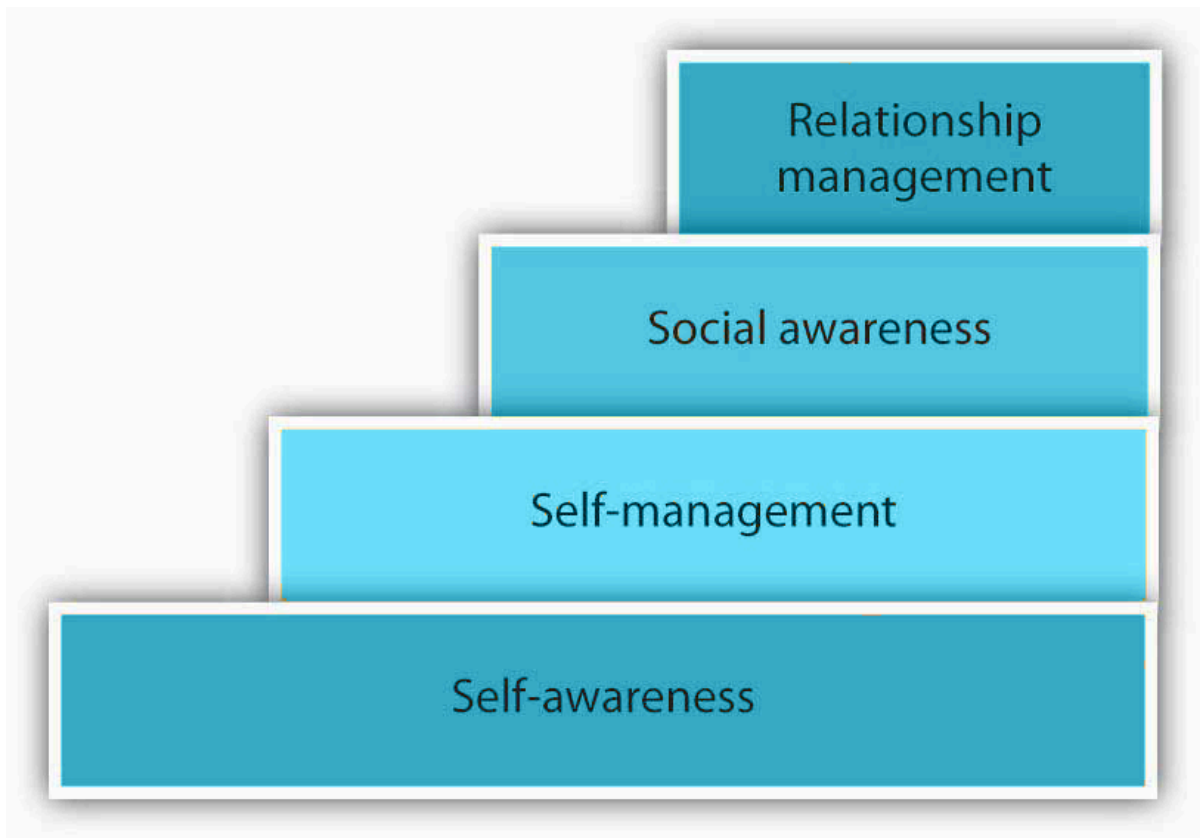 Relationship
management
Social awareness
Self-management
Self-awareness